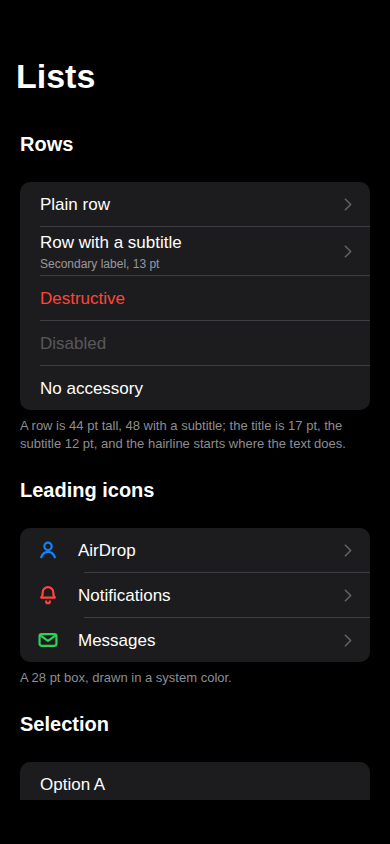 Lists
Rows
Plain row
Row with a subtitle
Secondary label, 13 pt
Destructive
Disabled
No accessory
A row is 44 pt tall, 48 with a subtitle; the title is 17 pt, the
subtitle 12 pt, and the hairline starts where the text does.
Leading icons
AirDrop
Notifications
Messages
A 28 pt box, drawn in a system color.
Selection
Option A